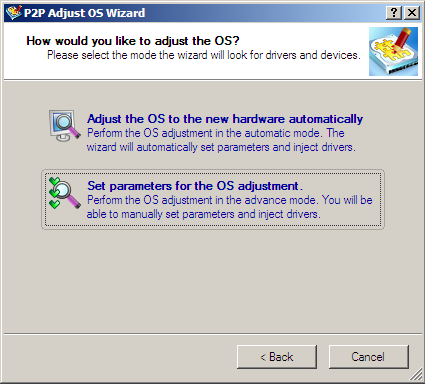 P2P Adjust OS Wizard
How would you like to adjust the OS?
Please select the mode the wizard will look for drivers and devices.
Adjust the OS to the new hardware automatically
Perform the OS adjustment in the automatic mode. The
wizard will automatically set parameters and inject drivers.
Set parameters for the OS adjustment.
Perform the OS adjustment in the advance mode. You will be
able to manually set parameters and inject drivers.
< Back
Cancel